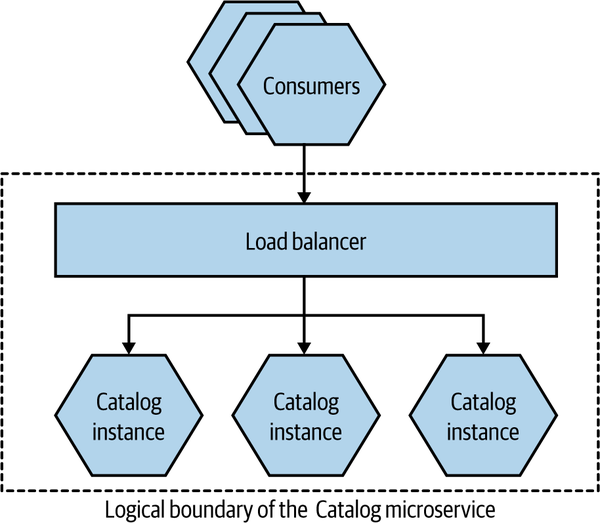 Consumers
Load balancer
Catalog
instance
Catalog
instance
Catalog
instance
Logical boundary of the Catalog microservice